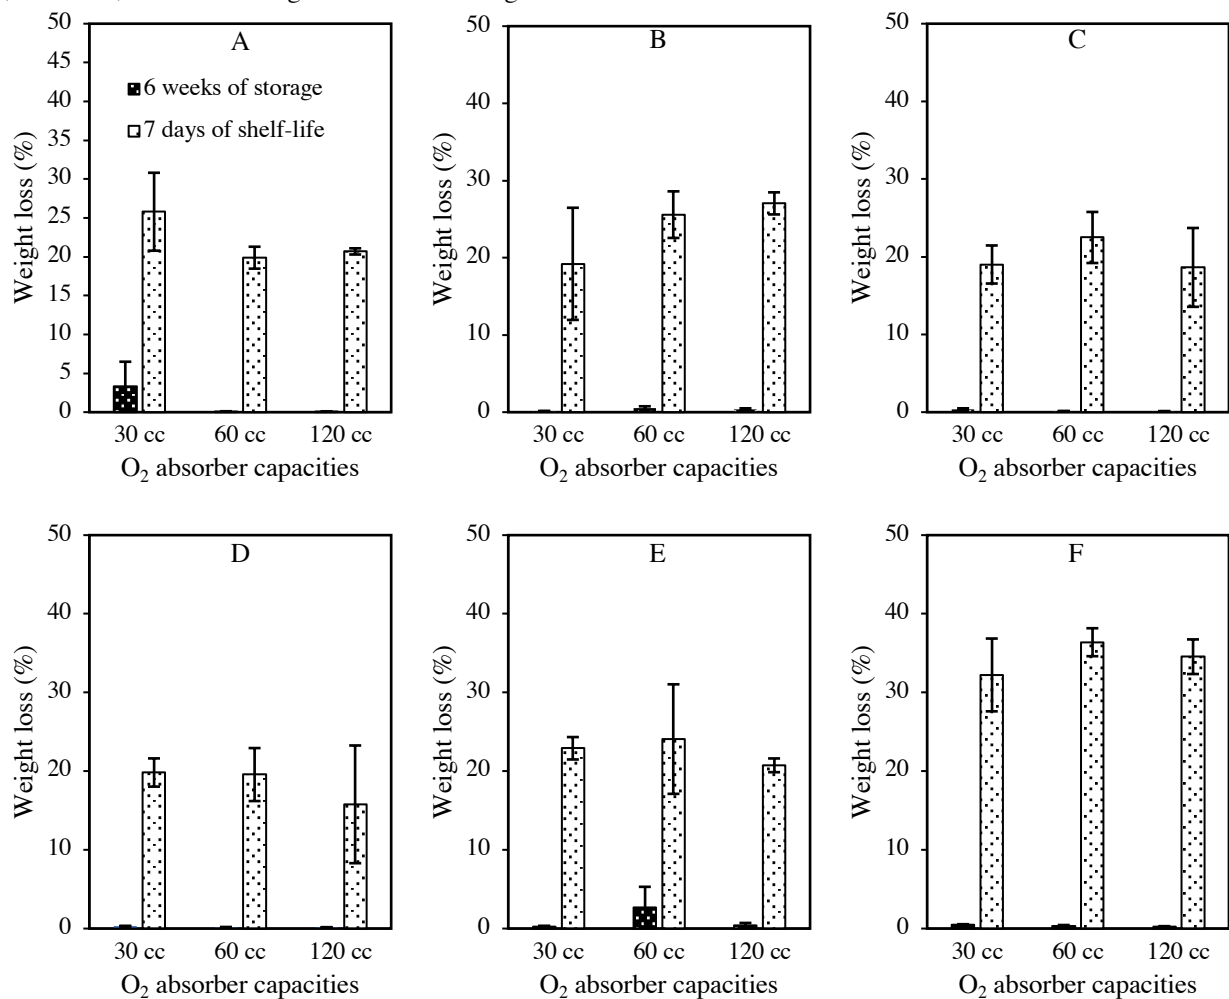 50
45
40
35
30
25
20
15
10
5
0
Weight loss (%)
A
6 weeks of storage
7 days of shelf-life
30 cc 60 cc 120 cc
O2 absorber capacities
50
40
30
20
10
0
Weight loss (%)
B
30 cc 60 cc 120 cc
O2 absorber capacities
50
40
30
20
10
0
Weight loss (%)
C
30 cc 60 cc 120 cc
O2 absorber capacities
50
40
30
20
10
0
Weight loss (%)
D
30 cc 60 cc 120 cc
O2 absorber capacities
50
40
30
20
10
0
Weight loss (%)
E
30 cc 60 cc 120 cc
O2 absorber capacities
50
40
30
20
10
0
Weight loss (%)
F
30 cc 60 cc 120 cc
O2 absorber capacities